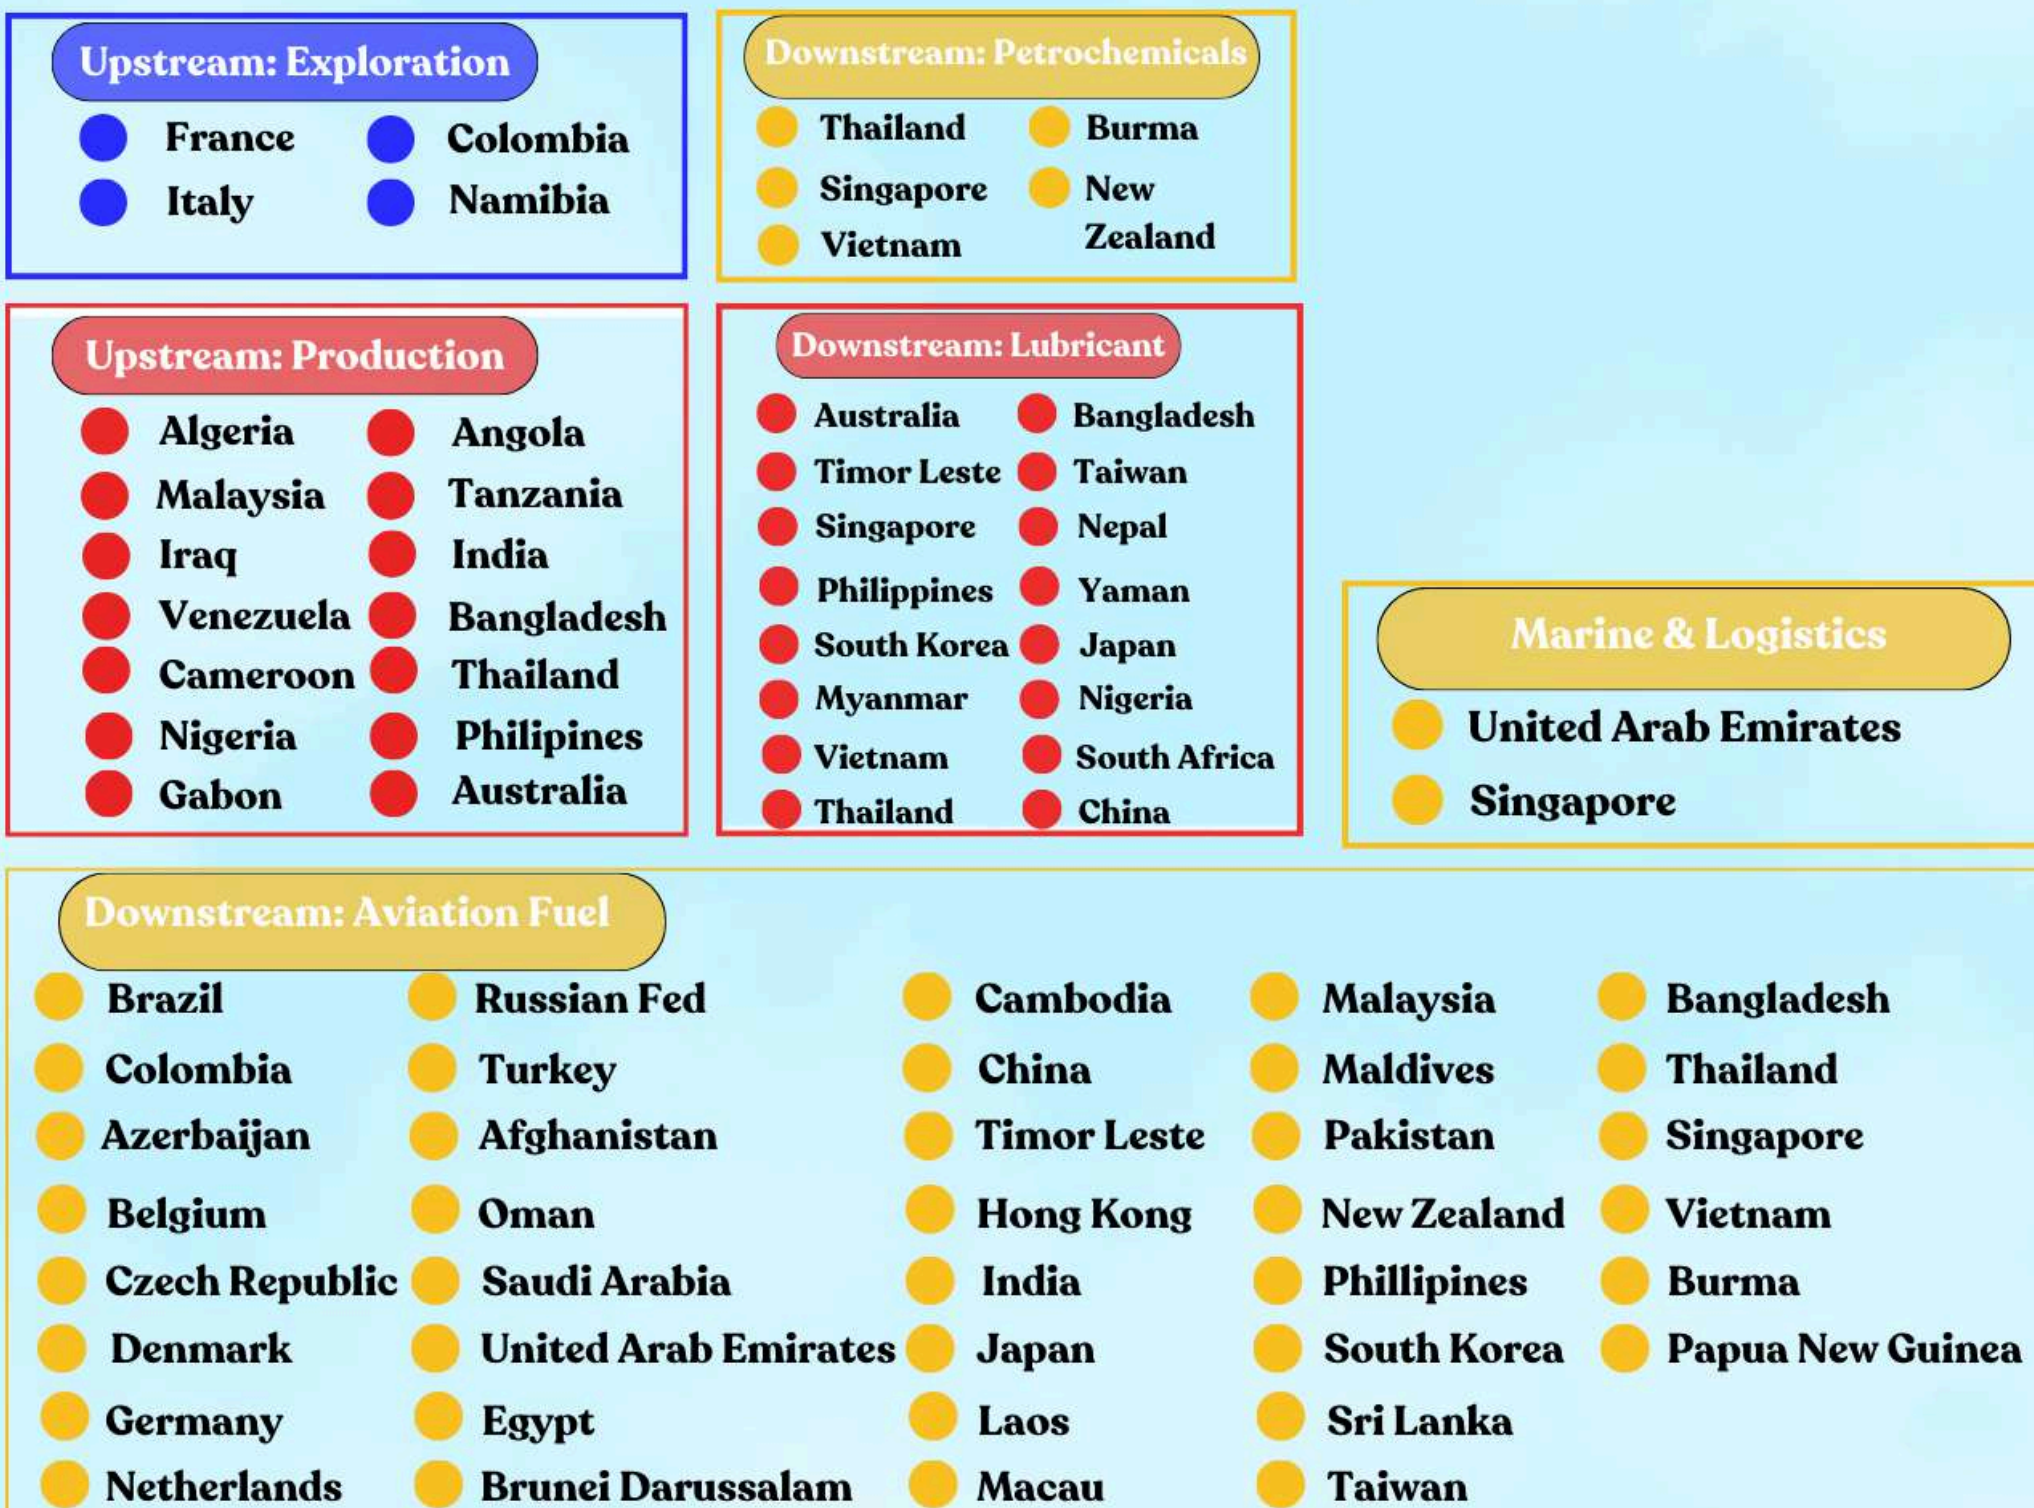 Upstream: Exploration
France
Italy
Colombia
Namibia
Downstream: Petrochemicals
Thailand
Singapore
Vietnam
Burma
New
Zealand
Upstream: Production
Algeria
Malaysia
Iraq
Venezuela
Cameroon
Nigeria
Gabon
Angola
Tanzania
India
Bangladesh
Thailand
Philipines
Australia
Downstream: Lubricant
Australia
Timor Leste
Singapore
Philippines
South Korea
Myanmar
Vietnam
Thailand
Bangladesh
Taiwan
Nepal
Yaman
Japan
Nigeria
South Africa
China
Marine & Logistics
United Arab Emirates
Singapore
Downstream: Aviation Fuel
Brazil
Colombia
Azerbaijan
Belgium
Czech Republic
Denmark
Germany
Netherlands
Russian Fed
Turkey
Afghanistan
Oman
Saudi Arabia
United Arab Emirates
Egypt
Brunei Darussalam
Cambodia
China
Timor Leste
Hong Kong
India
Japan
Laos
Macau
Malaysia
Maldives
Pakistan
New Zealand
Phillipines
South Korea
Sri Lanka
Taiwan
Bangladesh
Thailand
Singapore
Vietnam
Burma
Papua New Guinea